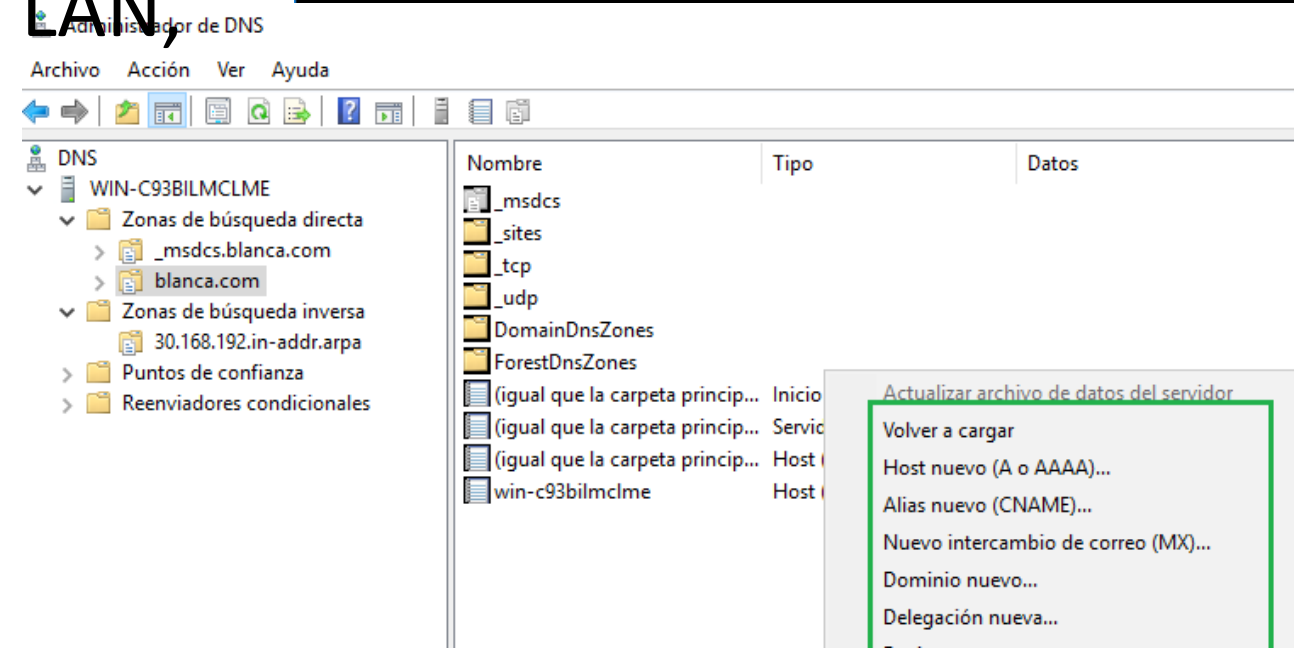 LAN,
Administrador de DNS
Archivo Acción Ver Ayuda
DNS
WIN-C93BILMCLME
Zonas de búsqueda directa
_msdcs.blanca.com
blanca.com
Zonas de búsqueda inversa
30.168.192.in-addr.arpa
Puntos de confianza
Reenviadores condicionales
Nombre Tipo Datos
_msdcs
_sites
_tcp
_udp
DomainDnsZones
ForestDnsZones
(igual que la carpeta princip... Inicio
(igual que la carpeta princip... Servid
(igual que la carpeta princip... Host (
win-c93bilmclme Host (
Actualizar archivo de datos del servidor
Volver a cargar
Host nuevo (A o AAAA)...
Alias nuevo (CNAME)...
Nuevo intercambio de correo (MX)...
Dominio nuevo...
Delegación nueva...